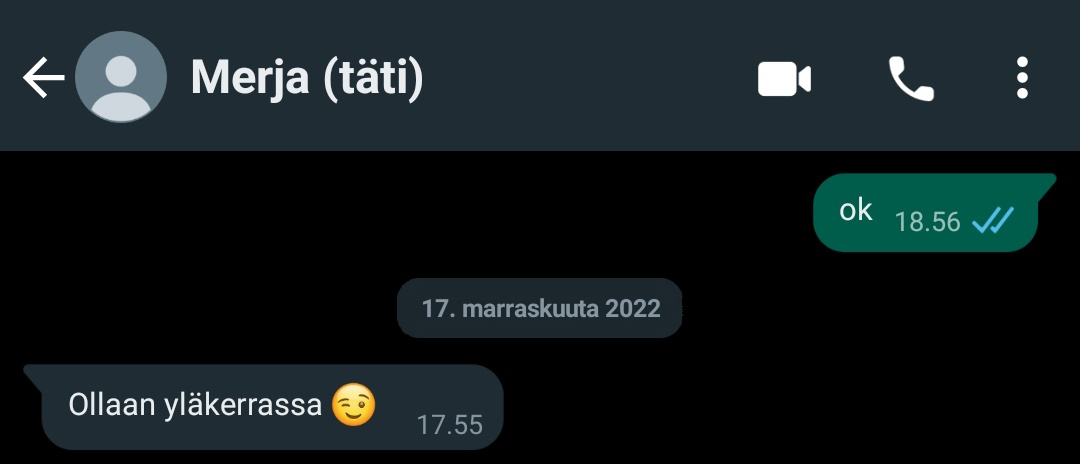 Merja (täti)
ok 18.56
17. marraskuuta 2022
Ollaan yläkerrassa 😉 17.55